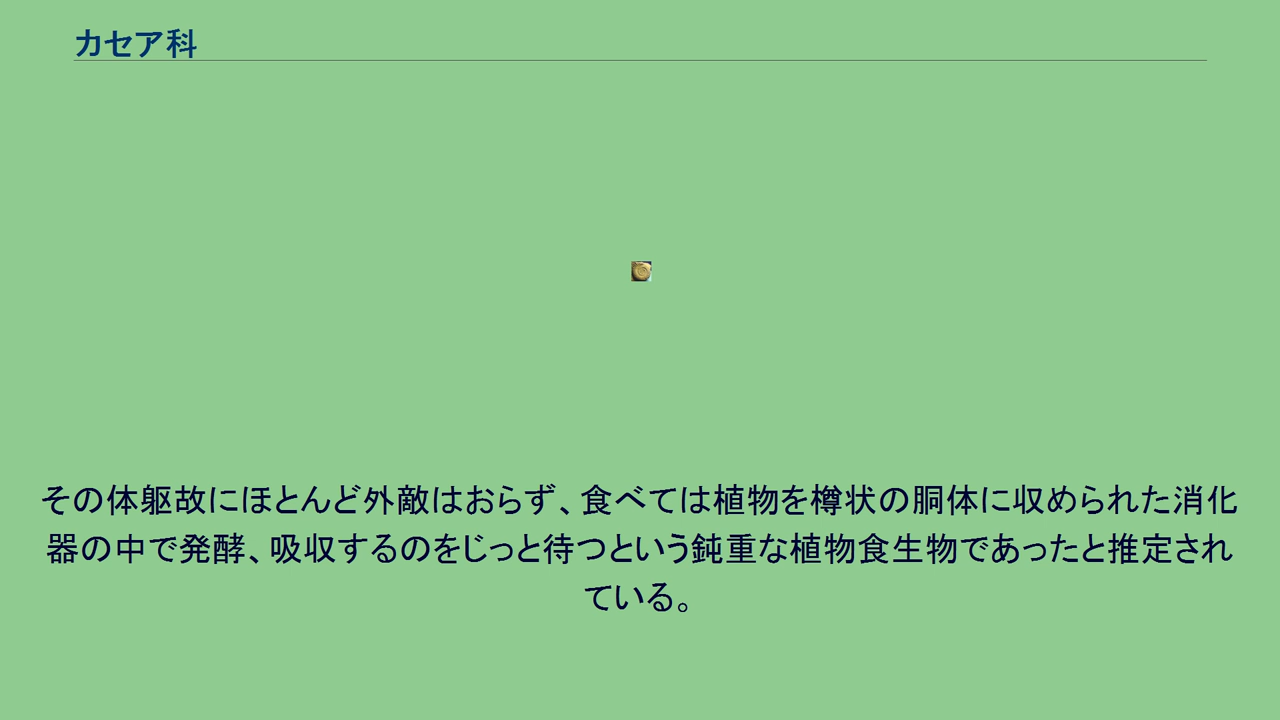 カセア科
その体躯故にほとんど外敵はおらず、食べては植物を樽状の胴体に収められた消化
器の中で発酵、吸収するのをじっと待つという鈍重な植物食生物であったと推定され
ている。